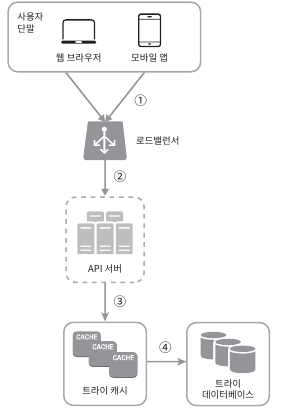 사용자
단말
웹 브라우저
모바일 앱
①
로드밸런서
②
API 서버
③
CACHE
CACHE
CACHE
④
트라이 캐시
트라이
데이터베이스